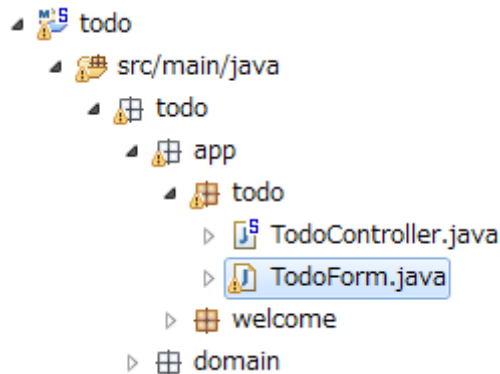 todo
src/main/java
todo
app
todo
TodoController.java
TodoForm.java
welcome
domain